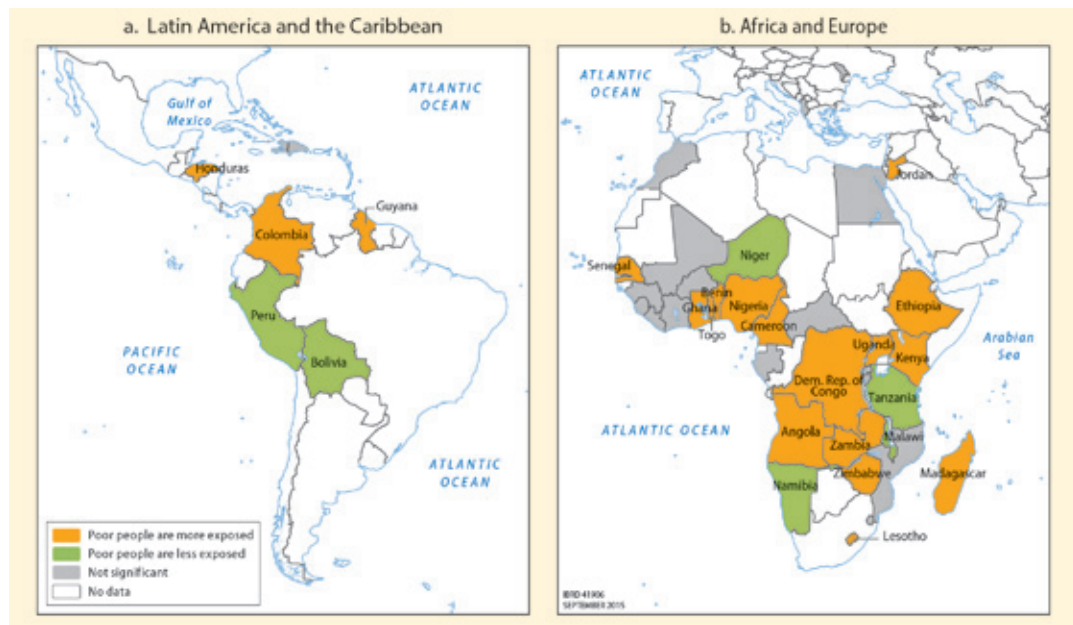 a. Latin America and the Caribbean
ATLANTIC
OCEAN
Gulf of
Mexico
Honduras
Guyana
Colombia
Peru
Bolivia
PACIFIC
OCEAN
ATLANTIC
OCEAN
Poor people are more exposed
Poor people are less exposed
Not significant
No data
b. Africa and Europe
ATLANTIC
OCEAN
Jordan
Niger
Senegal
Benin
Ghana
Nigeria
Togo
Cameroon
Ethiopia
Uganda
Kenya
Arabian
Sea
Dem. Rep. of
Congo
Tanzania
ATLANTIC OCEAN
Angola
Zambia
Malawi
Zimbabwe
Namibia
Madagascar
Lesotho
IBRD 41906
SEPTEMBER 2015